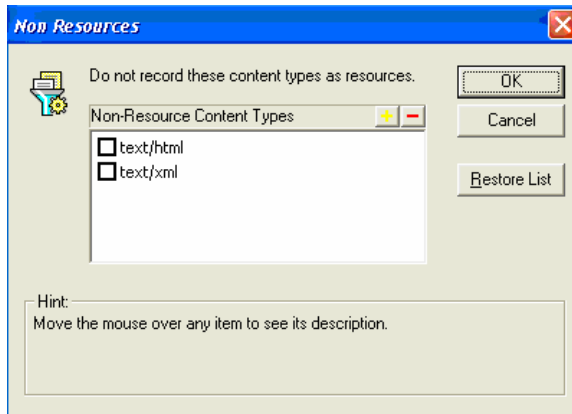 Non Resources
Do not record these content types as resources.
OK
Non-Resource Content Types
Cancel
text/html
text/xml
Restore List
Hint:
Move the mouse over any item to see its description.